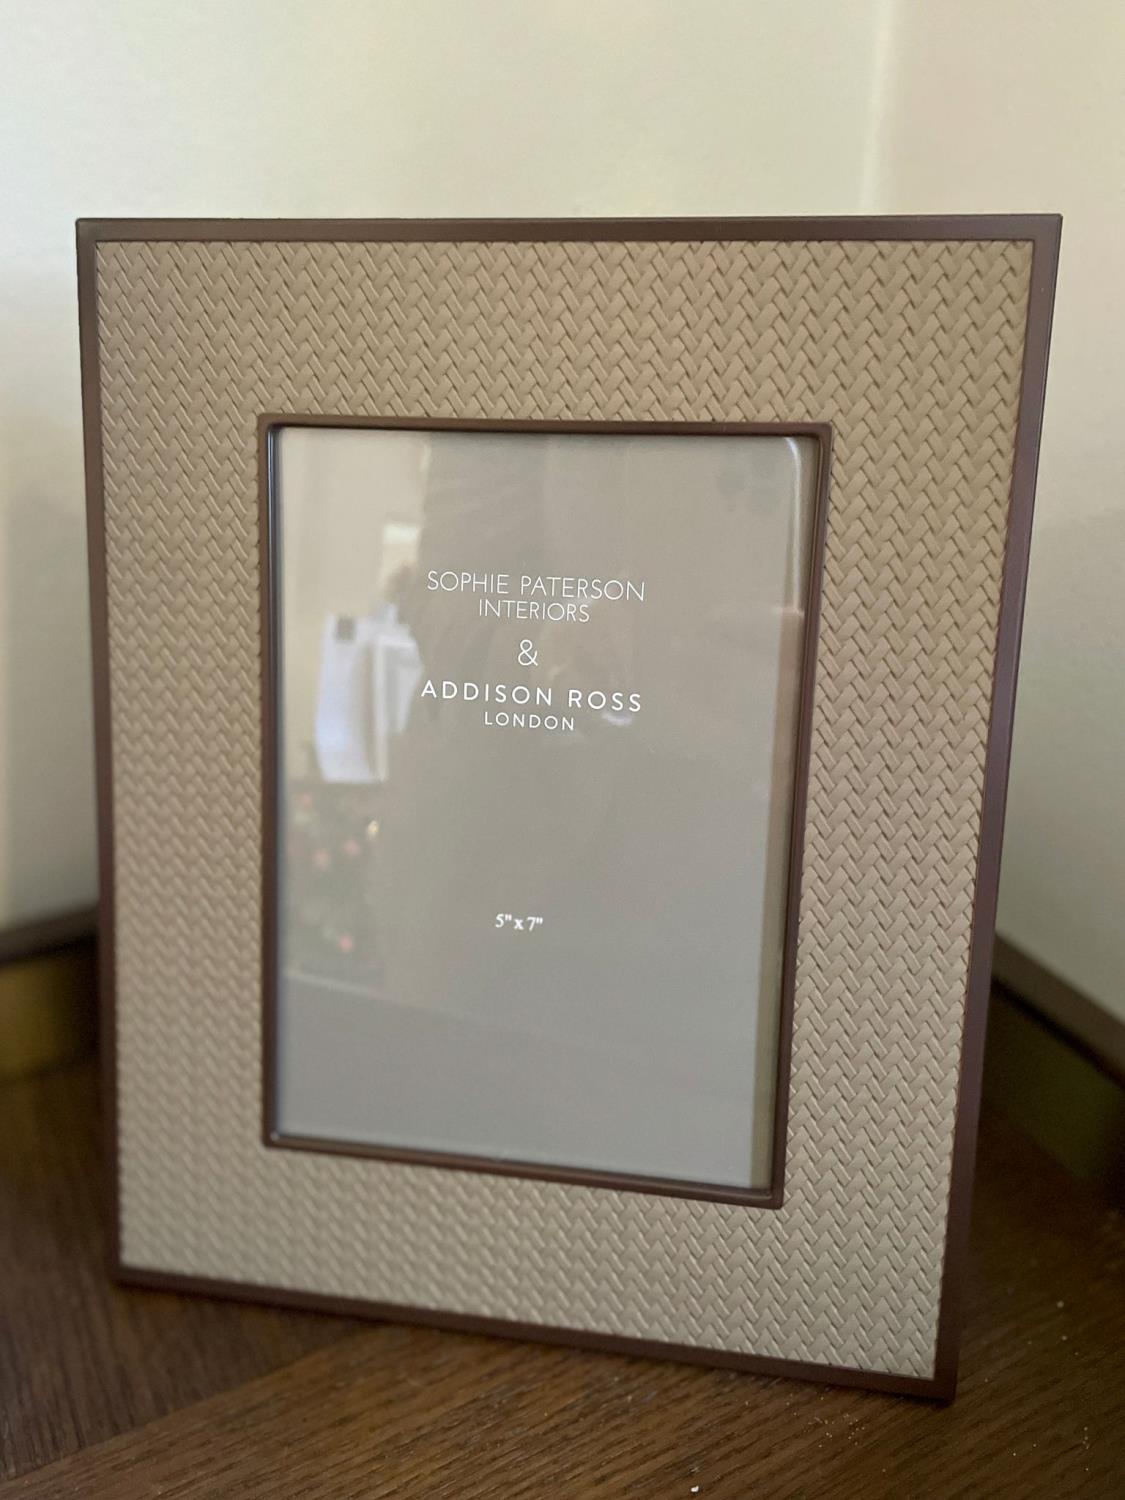 SOPHIE PATERSON
INTERIORS
&
ADDISON ROSS
LONDON
5" x 7"